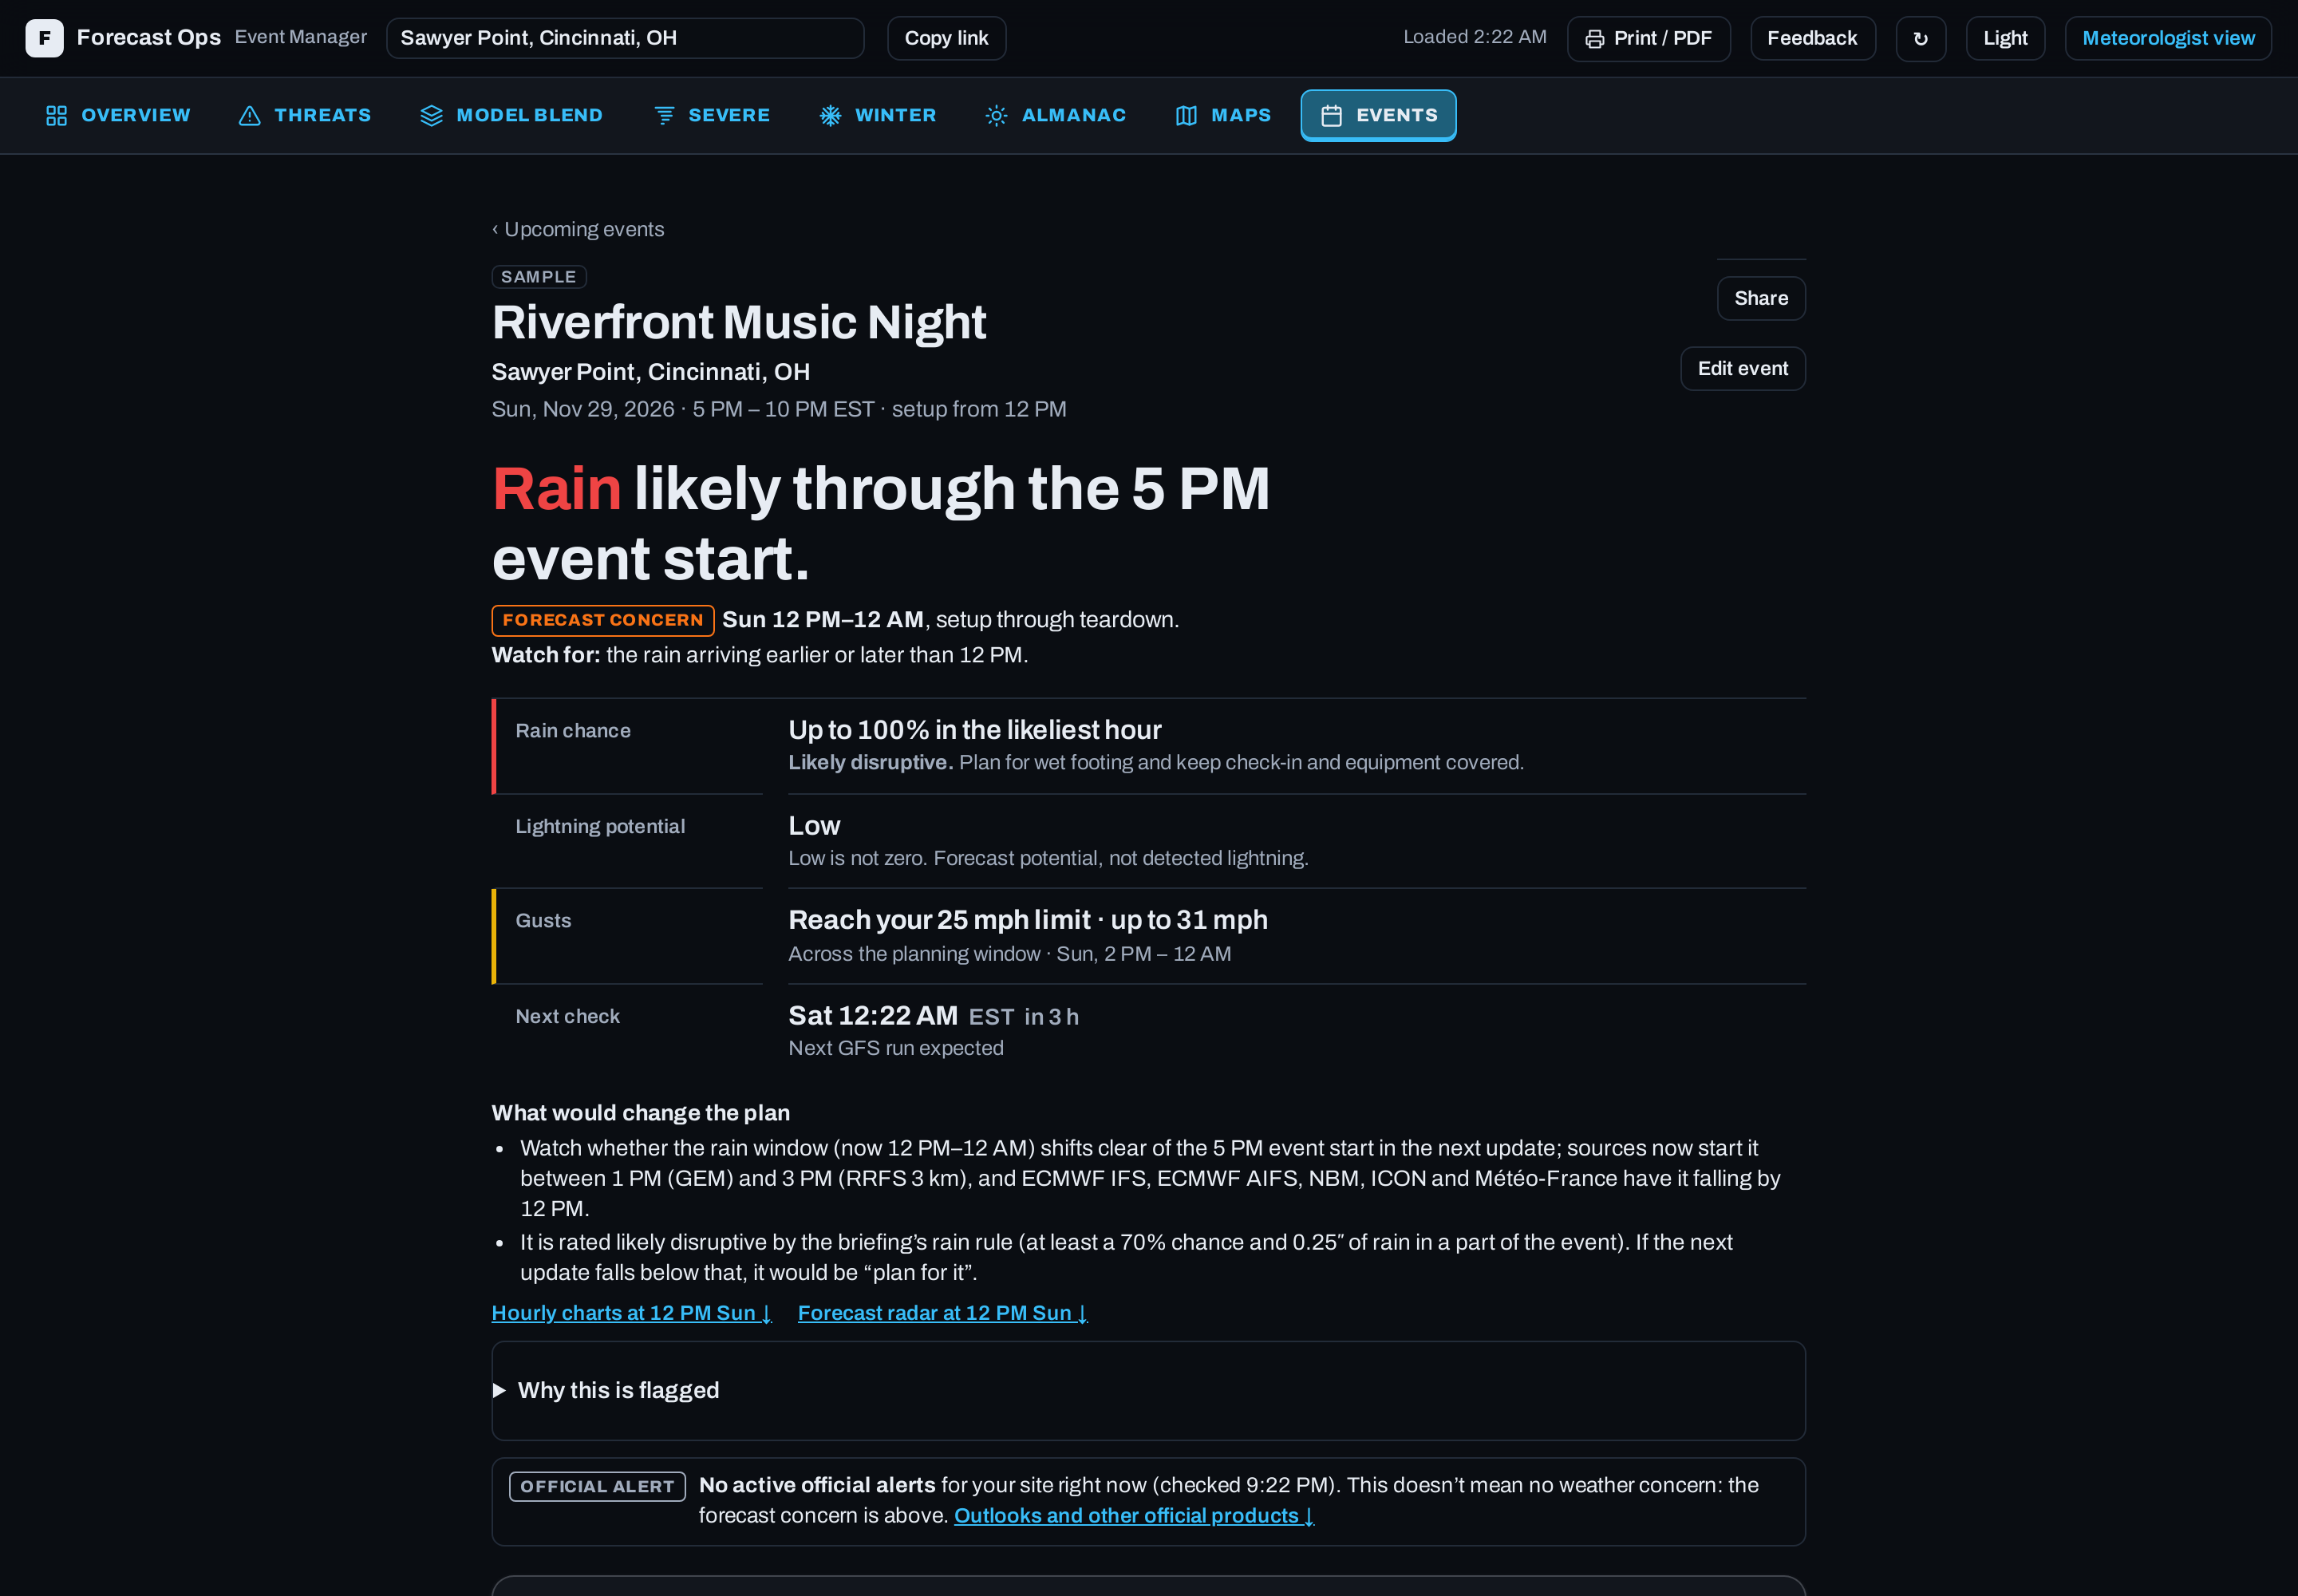 F Forecast Ops Event Manager Sawyer Point, Cincinnati, OH Copy link Loaded 2:22 AM Print / PDF Feedback ↻ Light Meteorologist view
OVERVIEW THREATS MODEL BLEND SEVERE WINTER ALMANAC MAPS EVENTS
‹ Upcoming events
SAMPLE
Riverfront Music Night
Sawyer Point, Cincinnati, OH
Sun, Nov 29, 2026 · 5 PM – 10 PM EST · setup from 12 PM
Share
Edit event
Rain likely through the 5 PM
event start.
FORECAST CONCERN Sun 12 PM–12 AM, setup through teardown.
Watch for: the rain arriving earlier or later than 12 PM.
Rain chance
Up to 100% in the likeliest hour
Likely disruptive. Plan for wet footing and keep check-in and equipment covered.
Lightning potential
Low
Low is not zero. Forecast potential, not detected lightning.
Gusts
Reach your 25 mph limit · up to 31 mph
Across the planning window · Sun, 2 PM – 12 AM
Next check
Sat 12:22 AM EST in 3 h
Next GFS run expected
What would change the plan
• Watch whether the rain window (now 12 PM–12 AM) shifts clear of the 5 PM event start in the next update; sources now start it
between 1 PM (GEM) and 3 PM (RRFS 3 km), and ECMWF IFS, ECMWF AIFS, NBM, ICON and Météo-France have it falling by
12 PM.
• It is rated likely disruptive by the briefing’s rain rule (at least a 70% chance and 0.25″ of rain in a part of the event). If the next
update falls below that, it would be “plan for it”.
Hourly charts at 12 PM Sun ↓ Forecast radar at 12 PM Sun ↓
▶ Why this is flagged
OFFICIAL ALERT No active official alerts for your site right now (checked 9:22 PM). This doesn’t mean no weather concern: the
forecast concern is above. Outlooks and other official products ↓